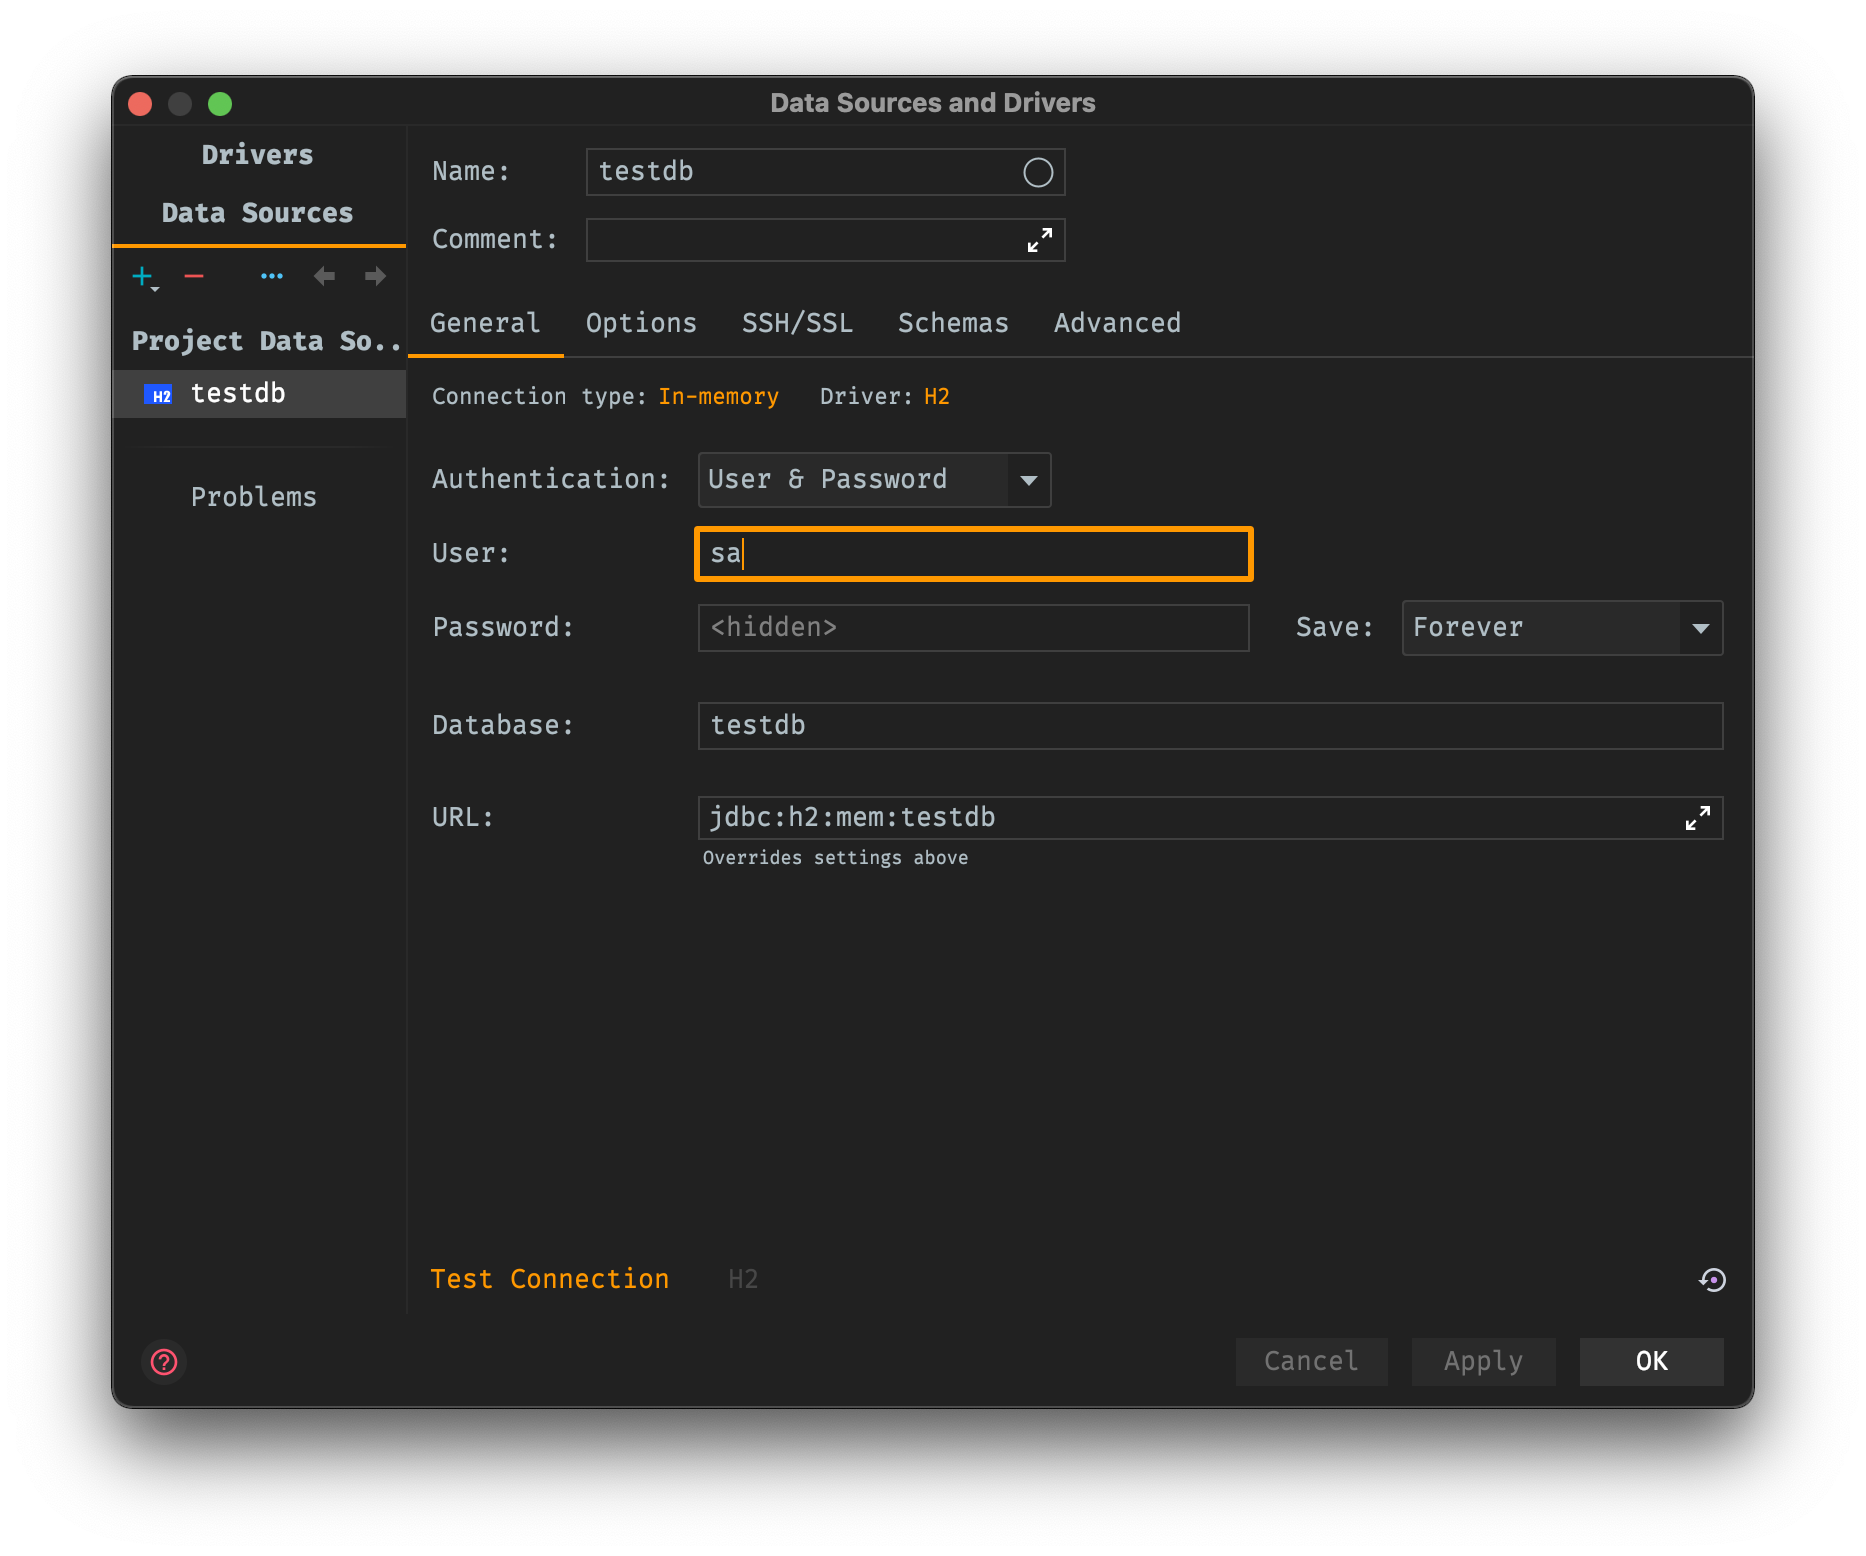 Data Sources and Drivers
Drivers
Data Sources
Project Data So..
H2 testdb
Problems
Name: testdb
Comment:
General Options SSH/SSL Schemas Advanced
Connection type: In-memory Driver: H2
Authentication: User & Password
User: sa
Password: <hidden> Save: Forever
Database: testdb
URL: jdbc:h2:mem:testdb
Overrides settings above
Test Connection H2
? Cancel Apply OK